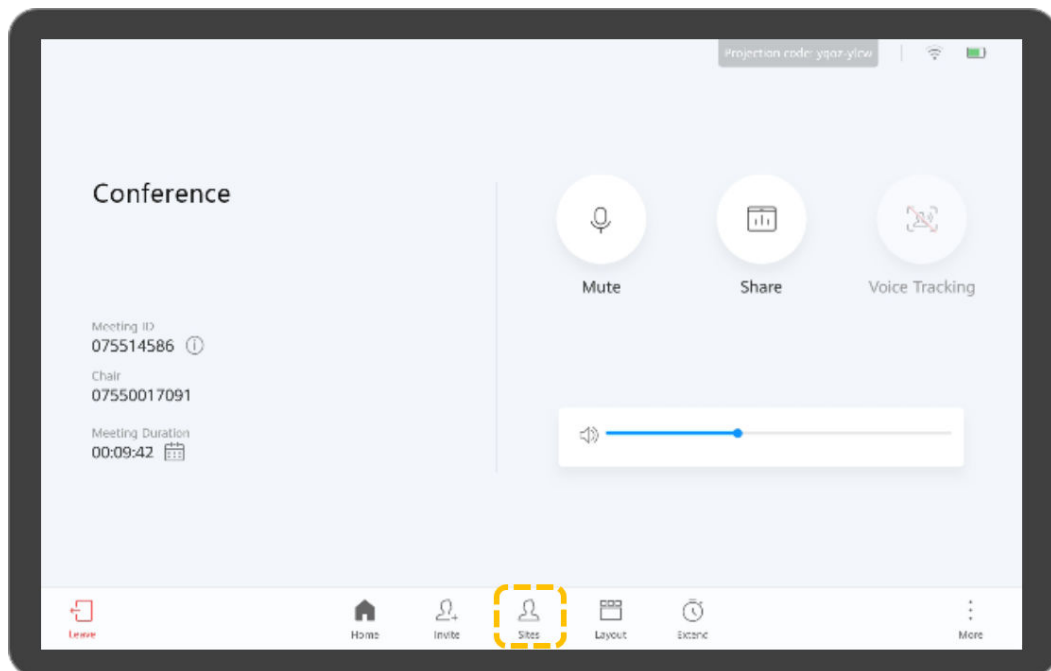 Projection code: yqoz-ylcw
Conference
Mute
Share
Voice Tracking
Meeting ID
075514586
Chair
07550017091
Meeting Duration
00:09:42
Leave
Home
Invite
Sites
Layout
Extend
More